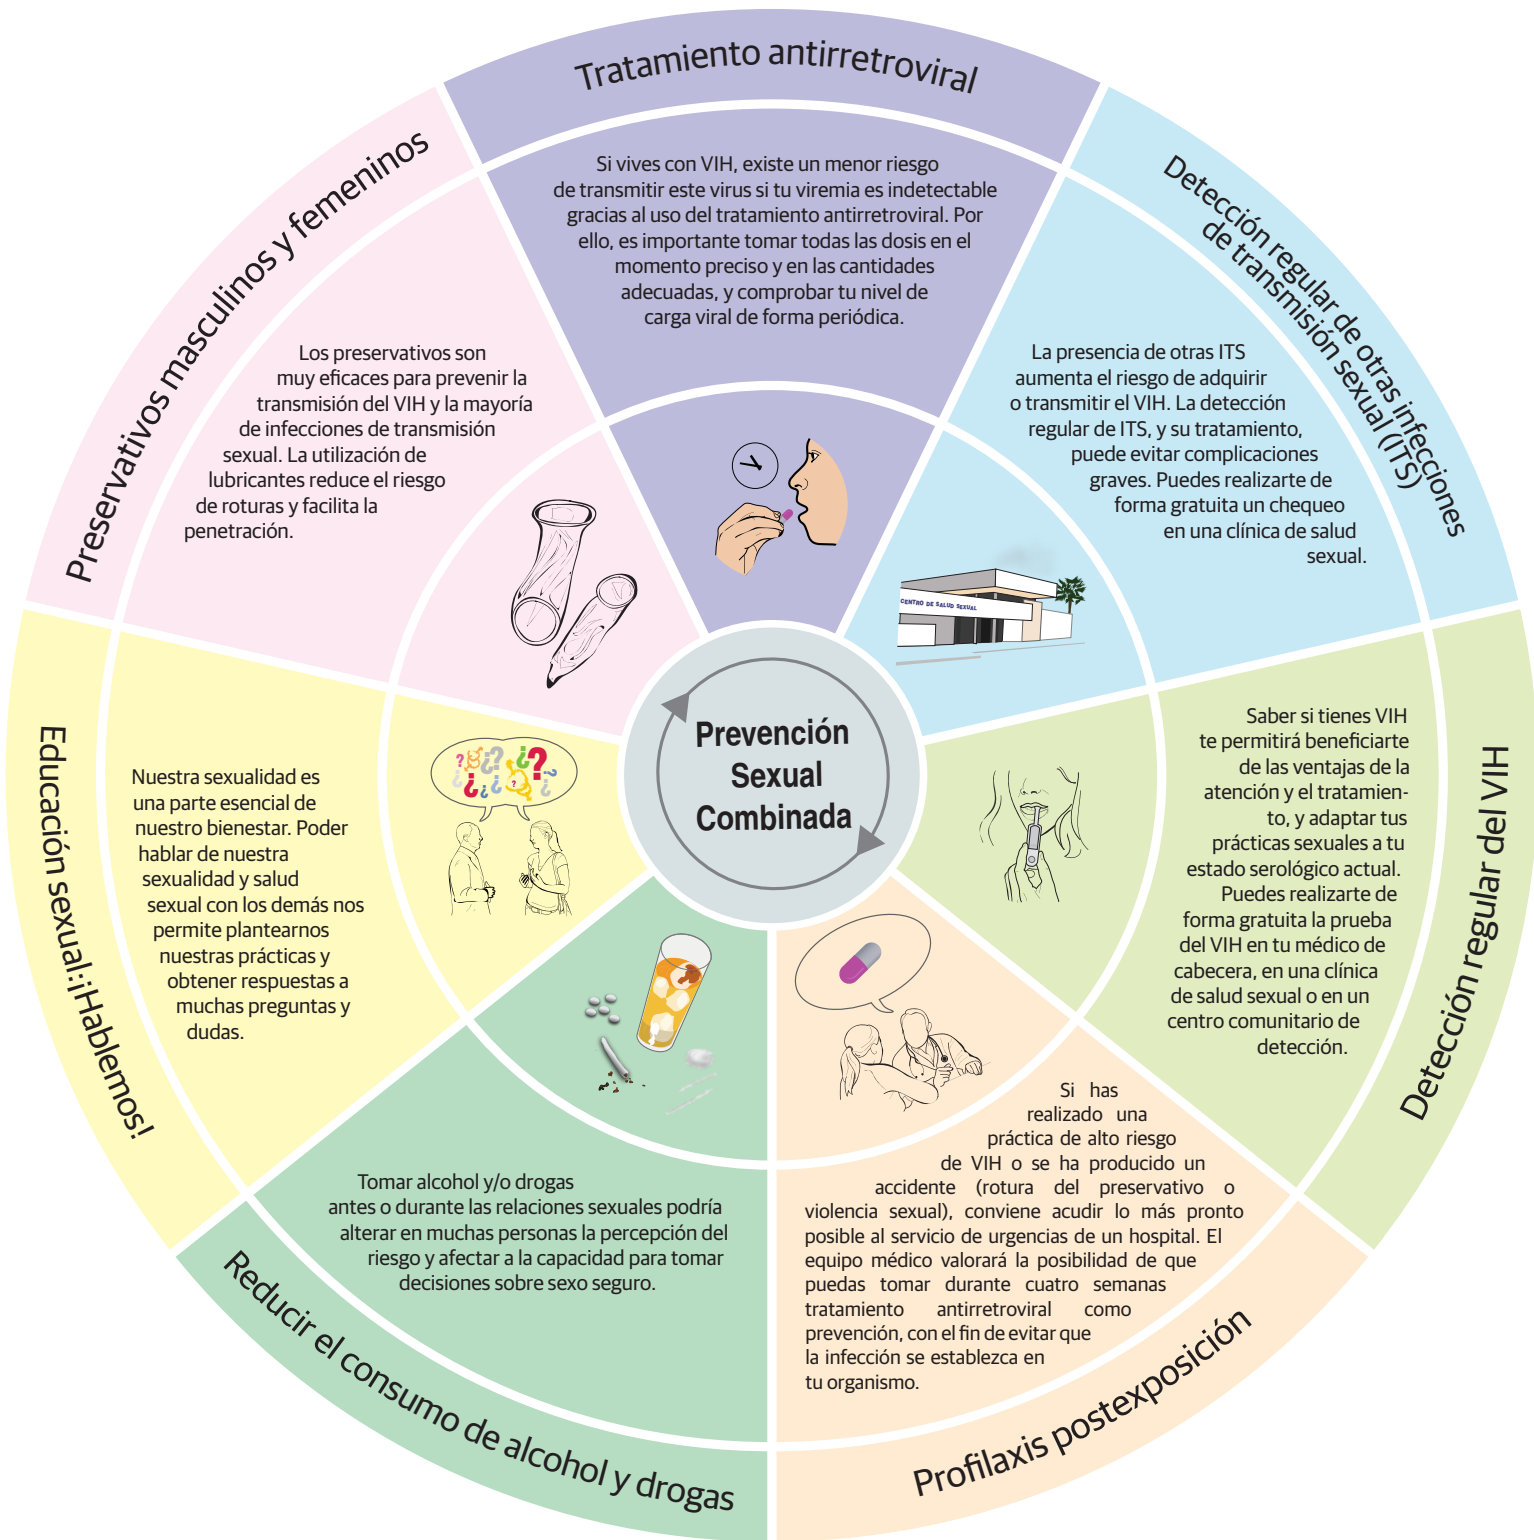 Tratamiento antirretroviral
Si vives con VIH, existe un menor riesgo
de transmitir este virus si tu viremia es indetectable
gracias al uso del tratamiento antirretroviral. Por
ello, es importante tomar todas las dosis en el
momento preciso y en las cantidades
adecuadas, y comprobar tu nivel de
carga viral de forma periódica.
Detección regular de otras infecciones
de transmisión sexual (ITS)
La presencia de otras ITS
aumenta el riesgo de adquirir
o transmitir el VIH. La detección
regular de ITS, y su tratamiento,
puede evitar complicaciones
graves. Puedes realizarte de
forma gratuita un chequeo
en una clínica de salud
sexual.
CENTRO DE SALUD SEXUAL
Detección regular del VIH
Saber si tienes VIH
te permitirá beneficiarte
de las ventajas de la
atención y el tratamien-
to, y adaptar tus
prácticas sexuales a tu
estado serológico actual.
Puedes realizarte de
forma gratuita la prueba
del VIH en tu médico de
cabecera, en una clínica
de salud sexual o en un
centro comunitario de
detección.
Profilaxis postexposición
Si has
realizado una
práctica de alto riesgo
de VIH o se ha producido un
accidente (rotura del preservativo o
violencia sexual), conviene acudir lo más pronto
posible al servicio de urgencias de un hospital. El
equipo médico valorará la posibilidad de que
puedas tomar durante cuatro semanas
tratamiento antirretroviral como
prevención, con el fin de evitar que
la infección se establezca en
tu organismo.
Reducir el consumo de alcohol y drogas
Tomar alcohol y/o drogas
antes o durante las relaciones sexuales podría
alterar en muchas personas la percepción del
riesgo y afectar a la capacidad para tomar
decisiones sobre sexo seguro.
Educación sexual:¡Hablemos!
Nuestra sexualidad es
una parte esencial de
nuestro bienestar. Poder
hablar de nuestra
sexualidad y salud
sexual con los demás nos
permite plantearnos
nuestras prácticas y
obtener respuestas a
muchas preguntas y
dudas.
Preservativos masculinos y femeninos
Los preservativos son
muy eficaces para prevenir la
transmisión del VIH y la mayoría
de infecciones de transmisión
sexual. La utilización de
lubricantes reduce el riesgo
de roturas y facilita la
penetración.
Prevención
Sexual
Combinada